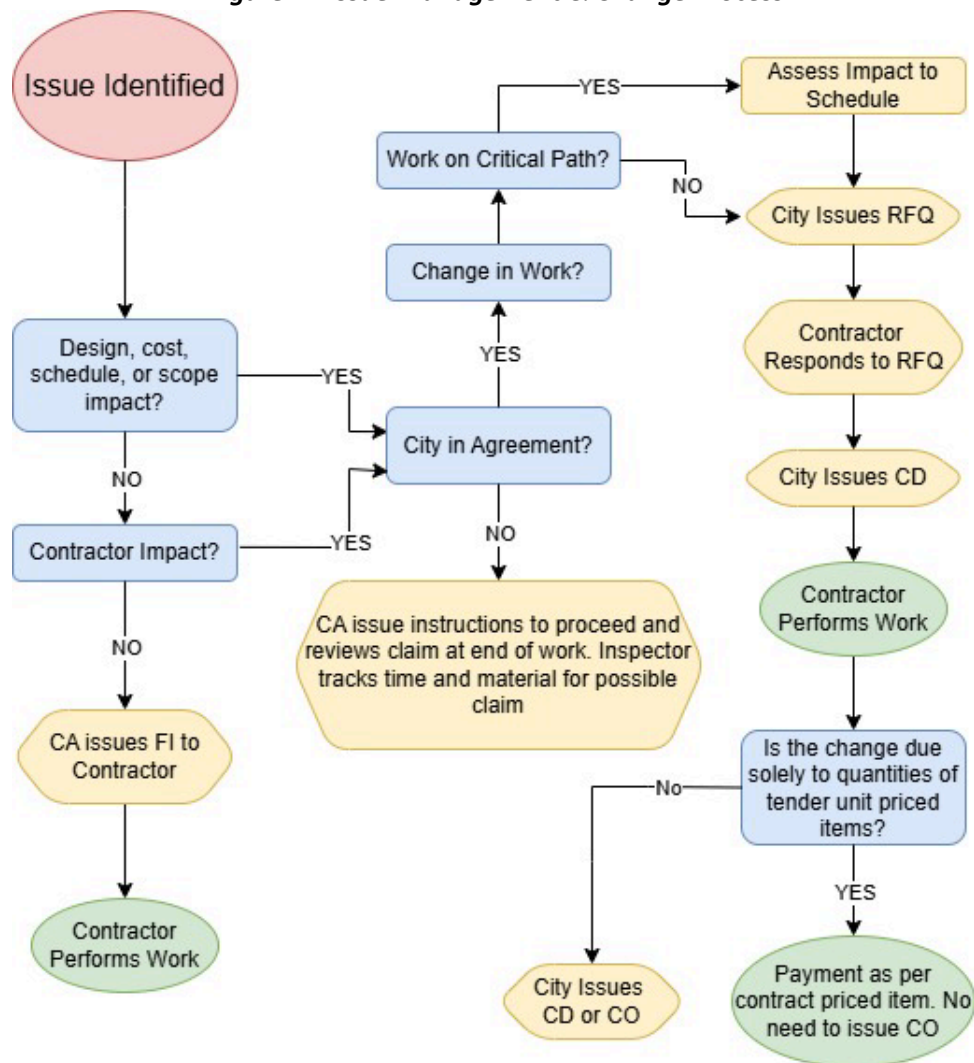 Issue Identified
Design, cost,
schedule, or scope
impact?
YES
NO
Contractor Impact?
YES
NO
CA issues FI to
Contractor
Contractor
Performs Work
City in Agreement?
YES
NO
CA issue instructions to proceed and
reviews claim at end of work. Inspector
tracks time and material for possible
claim
Change in Work?
Work on Critical Path?
YES
NO
Assess Impact to
Schedule
City Issues RFQ
Contractor
Responds to RFQ
City Issues CD
Contractor
Performs Work
Is the change due
solely to quantities of
tender unit priced
items?
No
YES
City Issues
CD or CO
Payment as per
contract priced item. No
need to issue CO